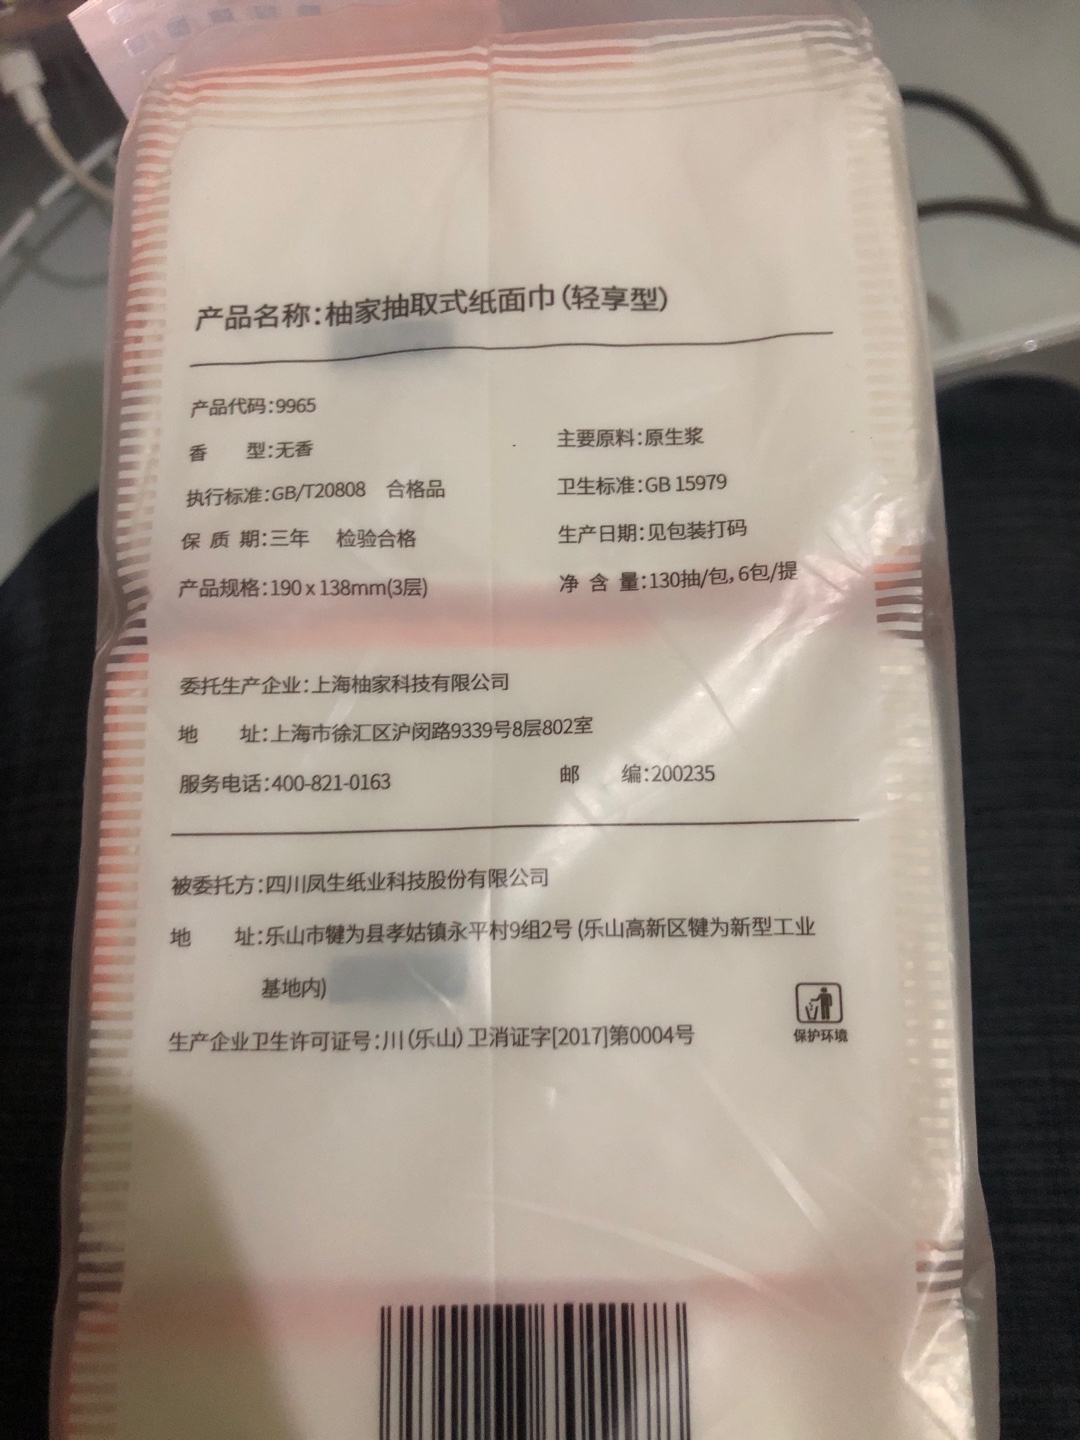 产品名称:柚家抽取式纸面巾(轻享型)
产品代码:9965
香 型:无香
主要原料:原生浆
执行标准:GB/T20808 合格品
卫生标准:GB 15979
保 质 期:三年 检验合格
生产日期:见包装打码
产品规格:190 x 138mm(3层)
净 含 量:130抽/包,6包/提
委托生产企业:上海柚家科技有限公司
地 址:上海市徐汇区沪闵路9339号8层802室
服务电话:400-821-0163
邮 编:200235
被委托方:四川凤生纸业科技股份有限公司
地 址:乐山市犍为县孝姑镇永平村9组2号 (乐山高新区犍为新型工业
基地内)
生产企业卫生许可证号:川(乐山)卫消证字[2017]第0004号
保护环境